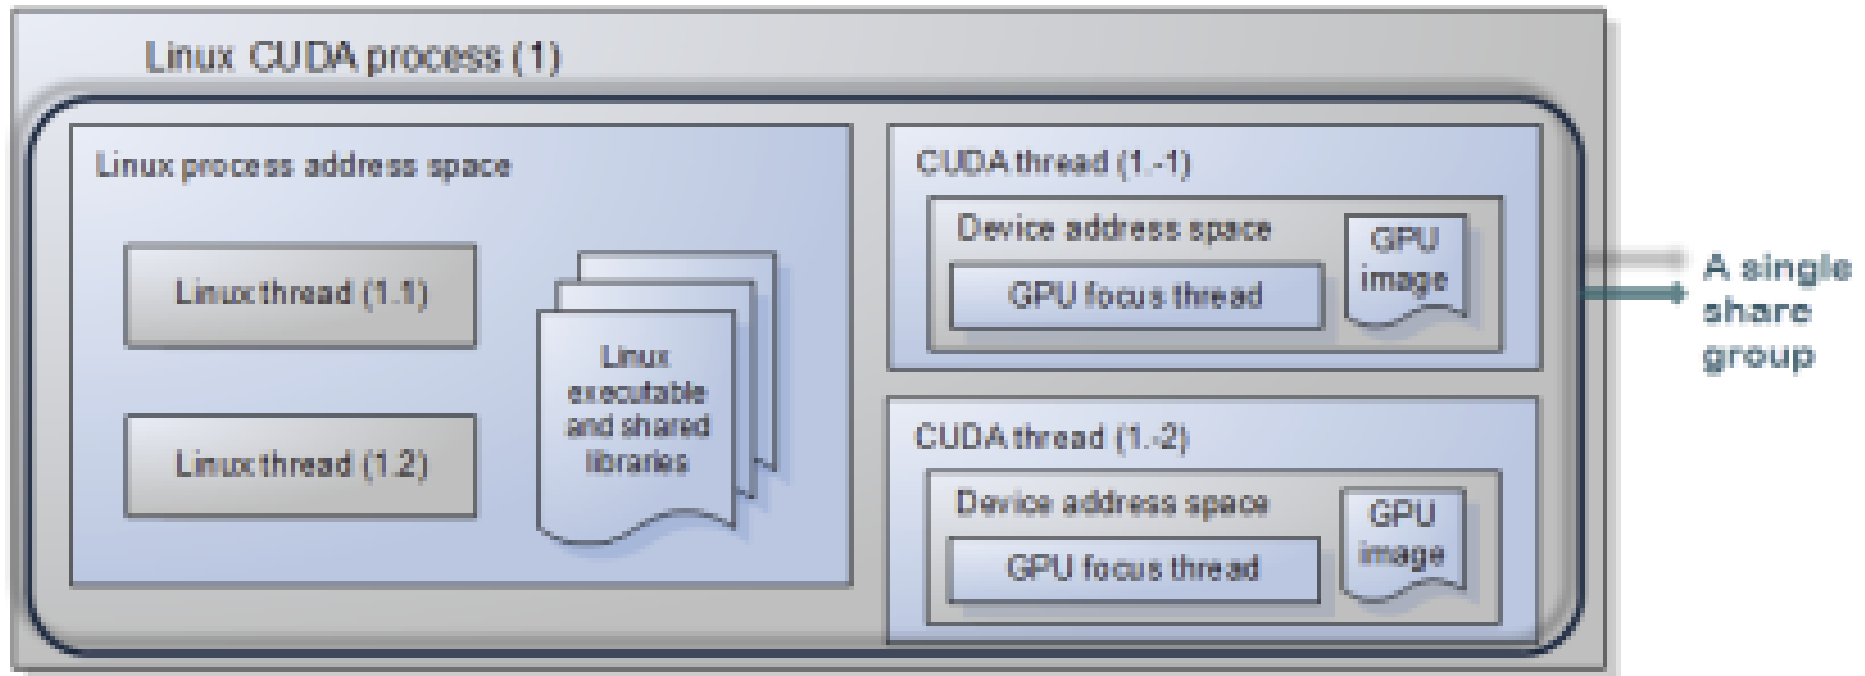 Linux CUDA process (1)
Linux process address space
Linux thread (1.1)
Linux thread (1.2)
Linux
executable
and shared
libraries
CUDA thread (1.-1)
Device address space
GPU focus thread
GPU
image
CUDA thread (1.-2)
Device address space
GPU focus thread
GPU
image
A single
share
group